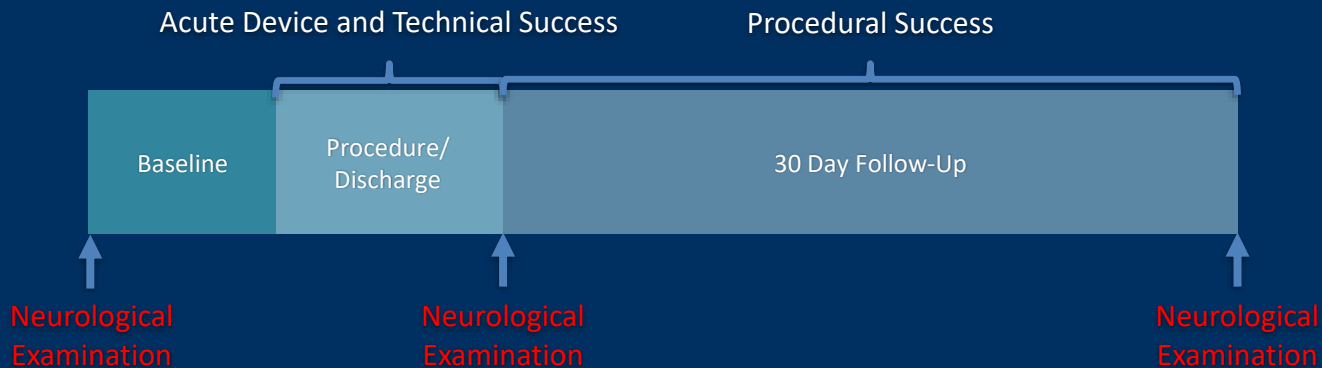 Acute Device and Technical Success
Procedural Success
Baseline
Procedure/
Discharge
30 Day Follow-Up
Neurological
Examination
Neurological
Examination
Neurological
Examination